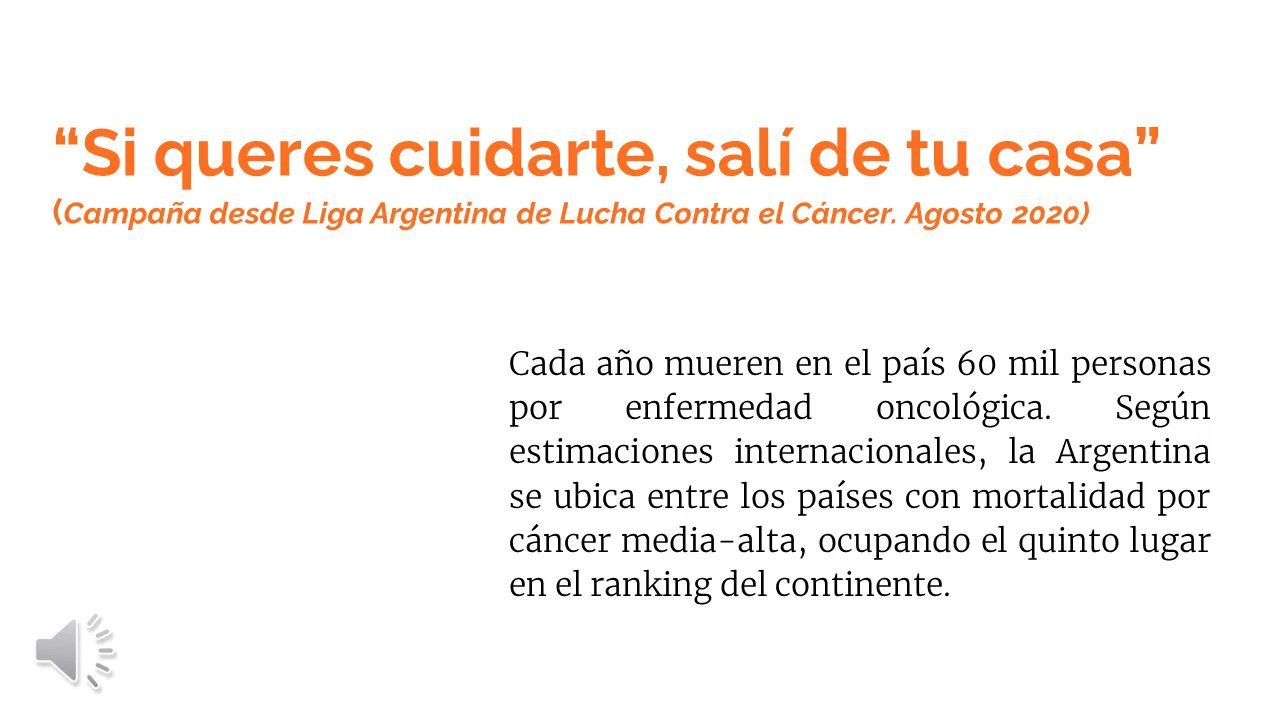 “Si queres cuidarte, salí de tu casa”
(Campaña desde Liga Argentina de Lucha Contra el Cáncer. Agosto 2020)
Cada año mueren en el país 60 mil personas
por enfermedad oncológica. Según
estimaciones internacionales, la Argentina
se ubica entre los países con mortalidad por
cáncer media-alta, ocupando el quinto lugar
en el ranking del continente.